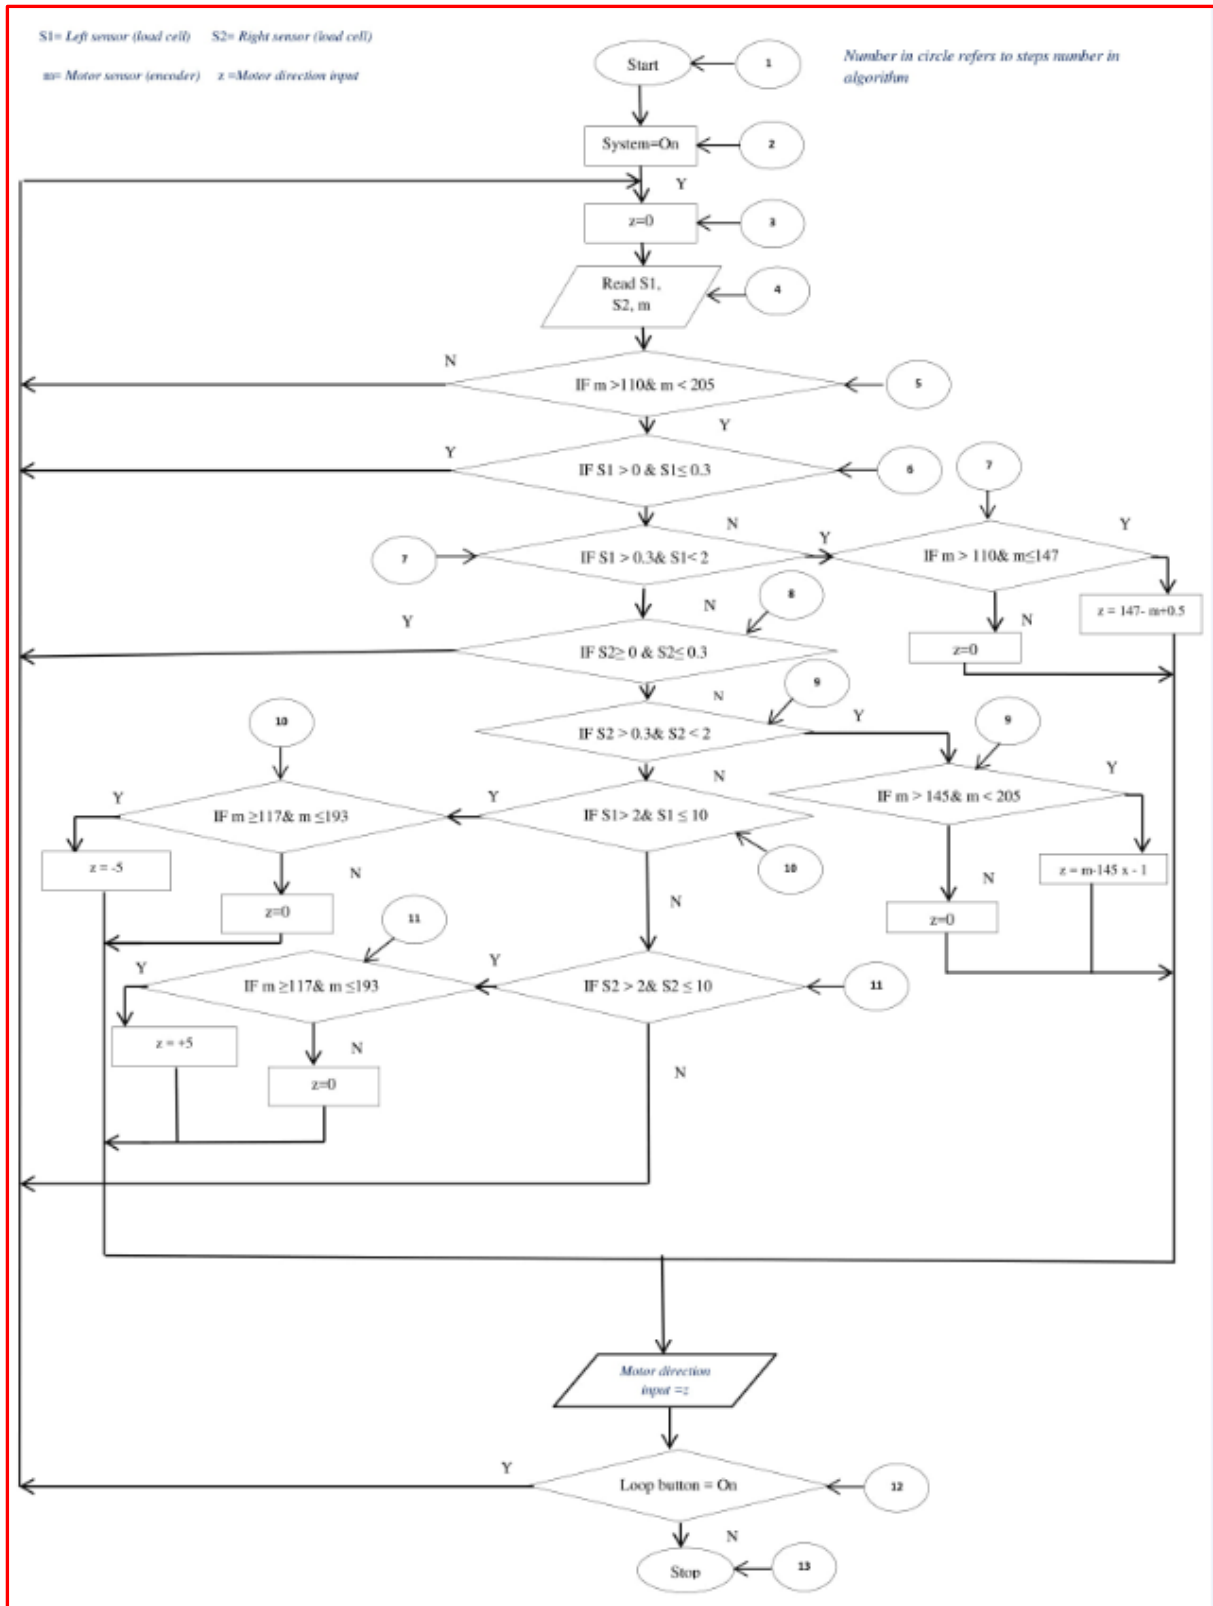 S1= Left sensor (load cell) S2= Right sensor (load cell)
m= Motor sensor (encoder) z =Motor direction input
Number in circle refers to steps number in
algorithm
Start
1
System=On
2
Y
z=0
3
Read S1,
S2, m
4
N
IF m >110& m < 205
5
Y
Y
IF S1 > 0 & S1≤ 0.3
6
7
N
7
IF S1 > 0.3& S1< 2
Y
IF m > 110& m≤147
Y
N
8
z = 147- m+0.5
N
z=0
Y
IF S2≥ 0 & S2≤ 0.3
N
9
IF S2 > 0.3& S2 < 2
Y
9
10
N
Y
IF m > 145& m < 205
Y
IF m ≥117& m ≤193
Y
IF S1> 2& S1 ≤ 10
z = -5
N
10
z = m-145 x - 1
N
z=0
N
z=0
11
Y
IF m ≥117& m ≤193
Y
IF S2 > 2& S2 ≤ 10
11
z = +5
N
z=0
N
Motor direction
input =z
Y
Loop button = On
12
N
Stop
13